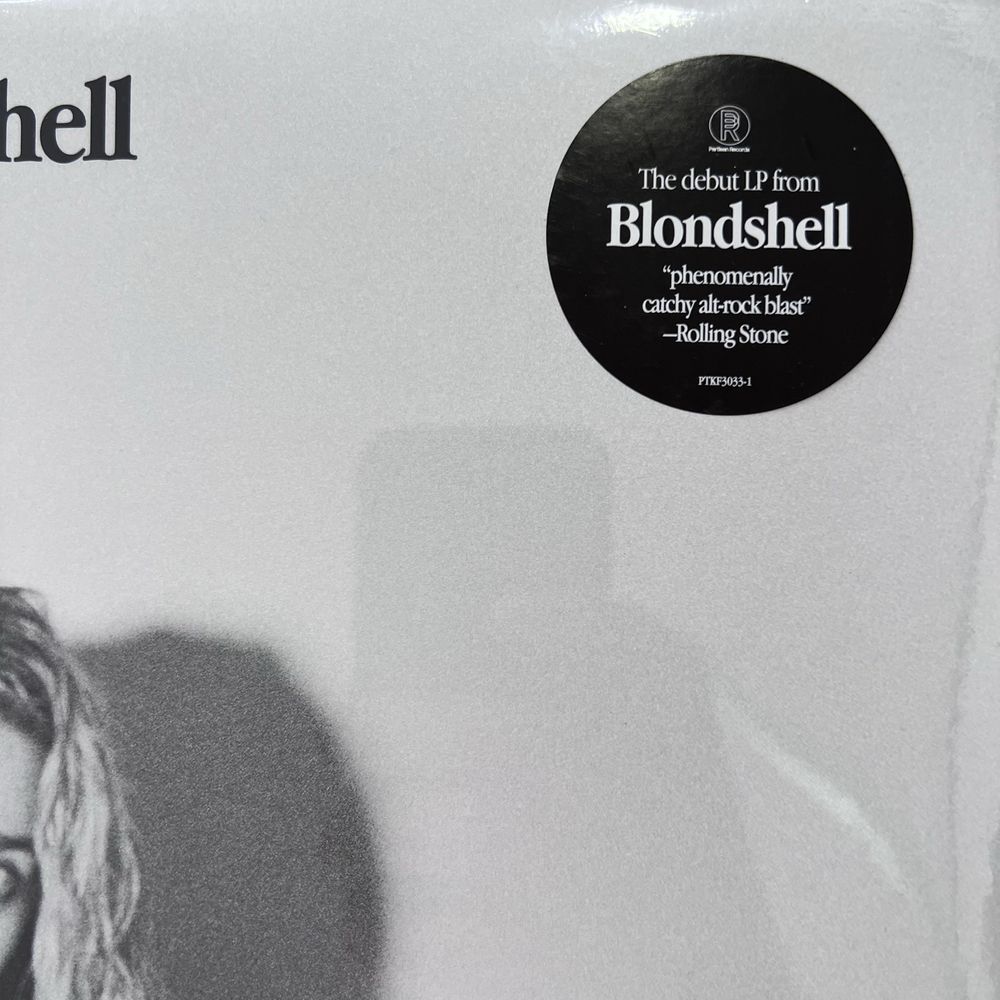 hell
Partisan Records
The debut LP from
Blondshell
“phenomenally
catchy alt-rock blast”
–Rolling Stone
PTKF3033-1